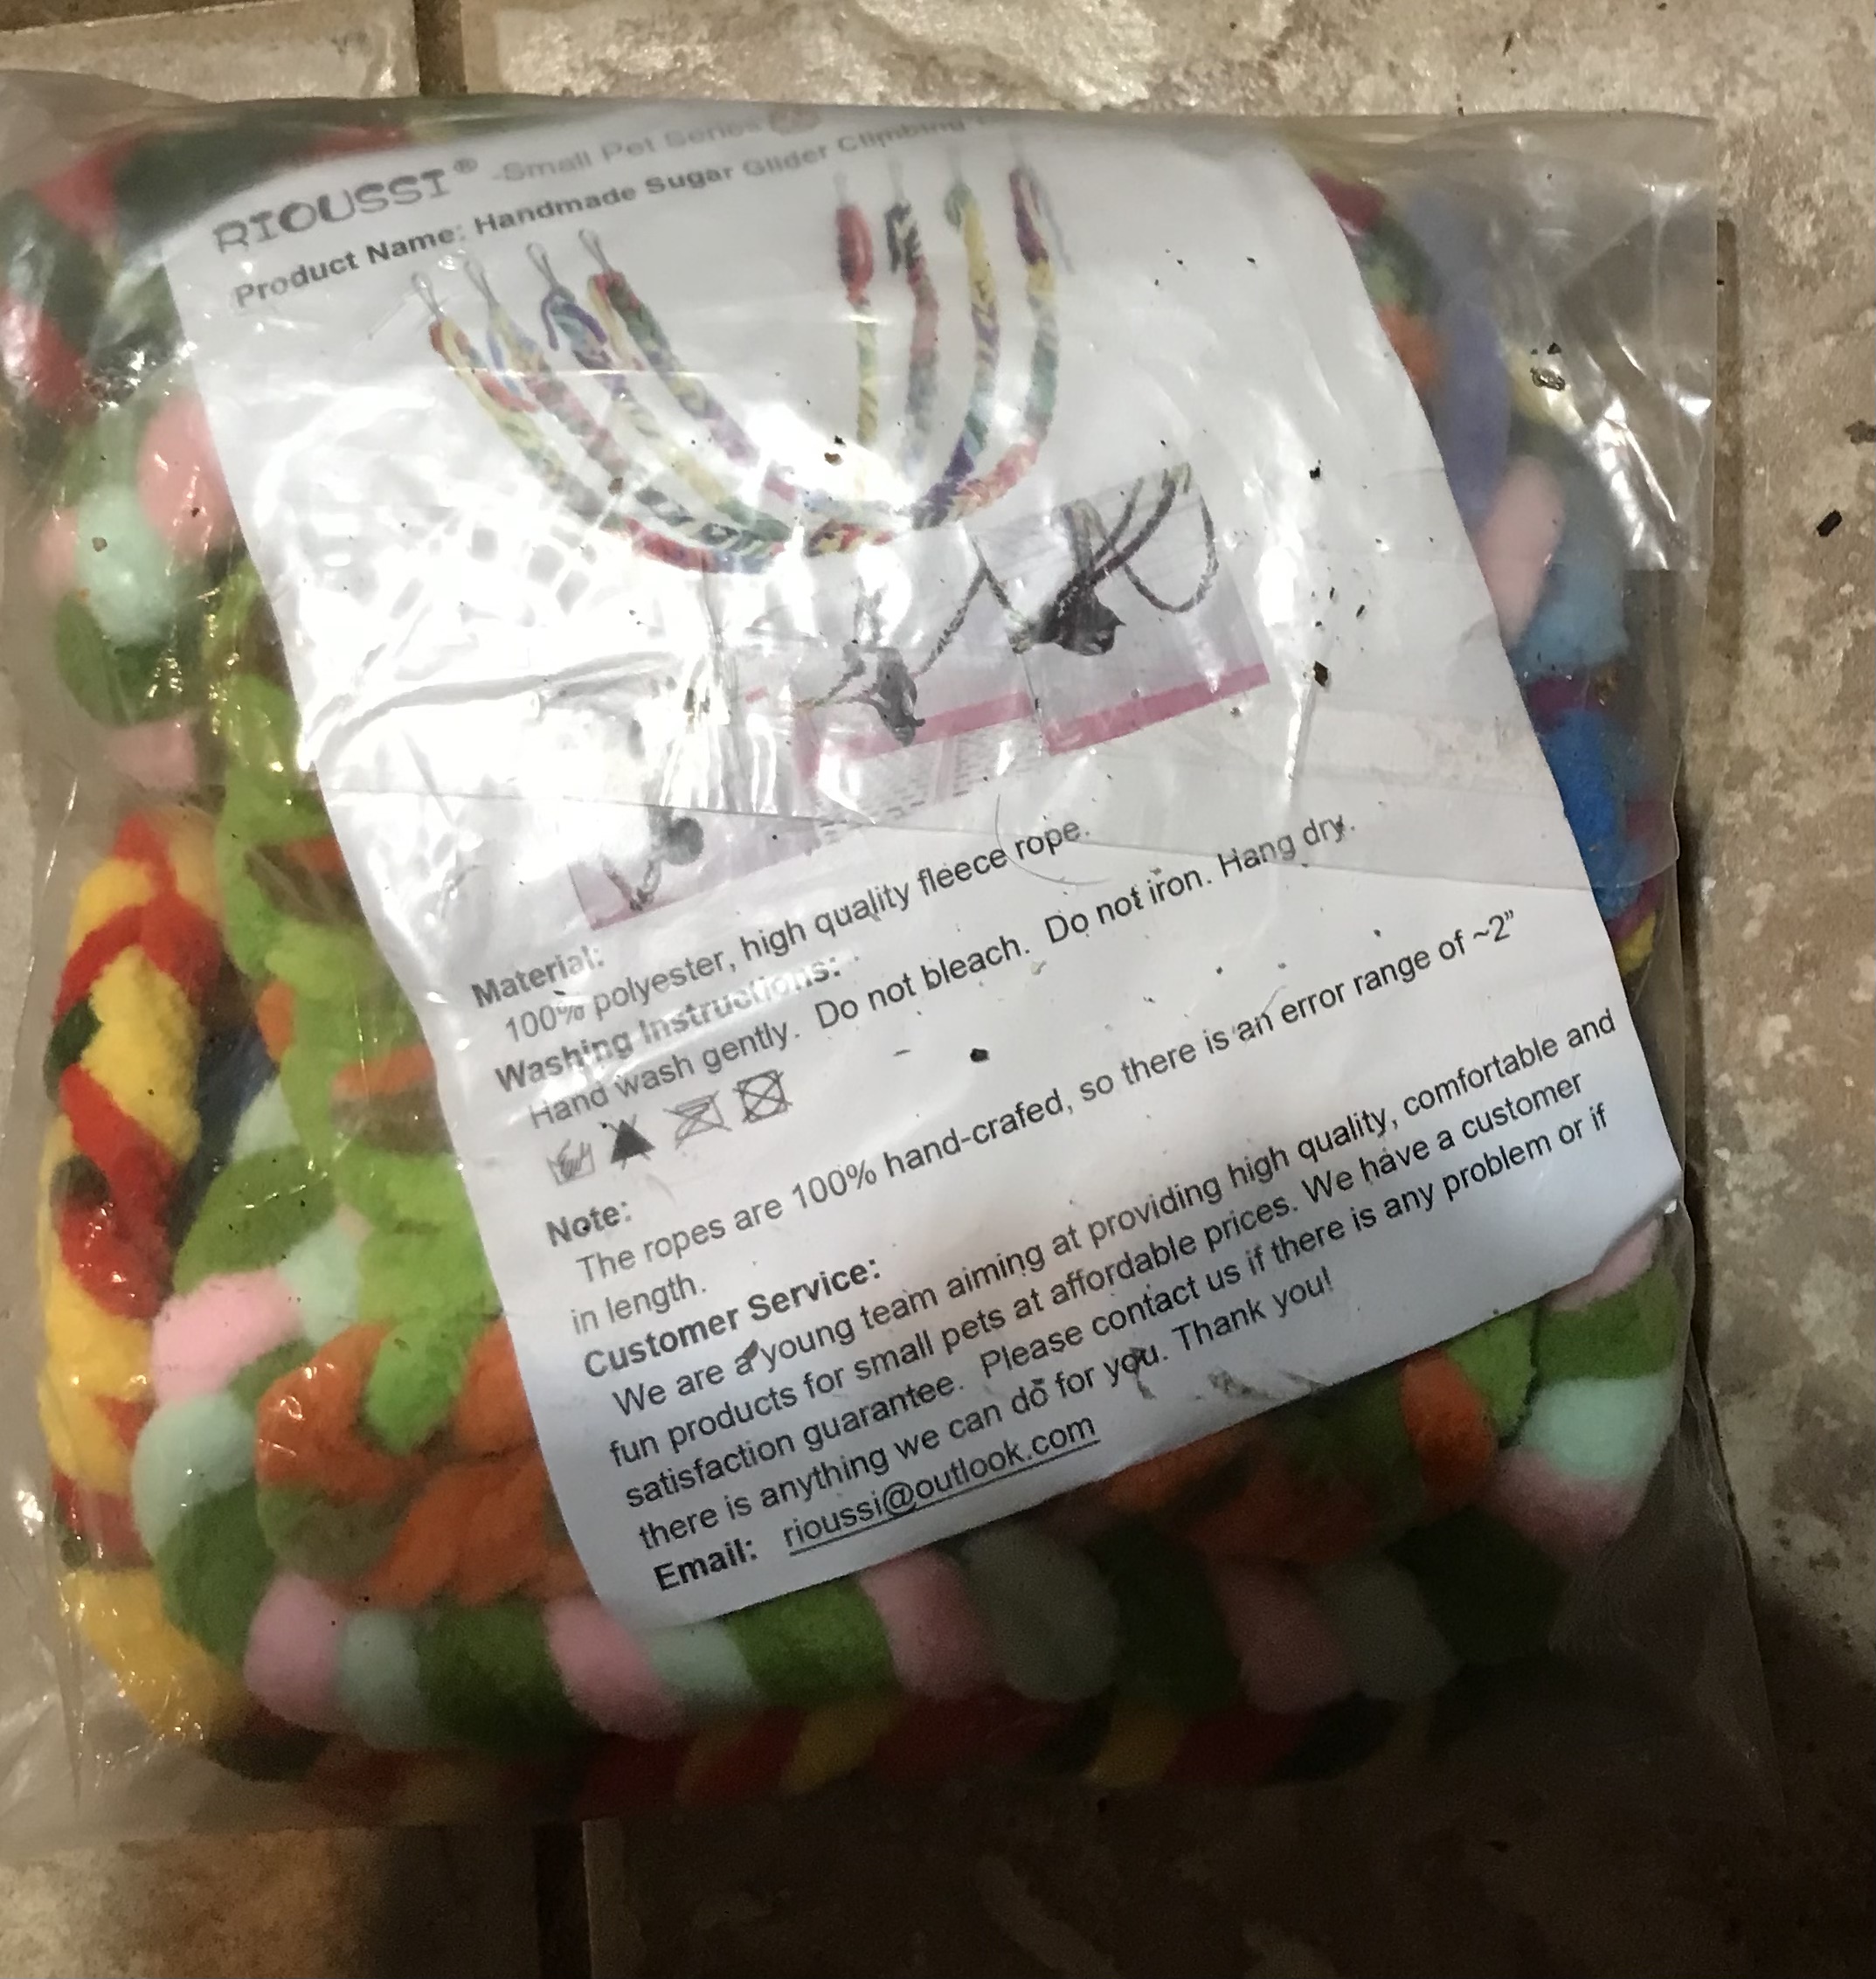 RIOUSSI® -Small Pet Series
Product Name: Handmade Sugar Glider Climbing
Material:
100% polyester, high quality fleece rope.
Washing Instructions:
Hand wash gently. Do not bleach. Do not iron. Hang dry.
Note:
The ropes are 100% hand-crafed, so there is an error range of ~2”
in length.
Customer Service:
We are a young team aiming at providing high quality, comfortable and
fun products for small pets at affordable prices. We have a customer
satisfaction guarantee. Please contact us if there is any problem or if
there is anything we can do for you. Thank you!
Email: rioussi@outlook.com